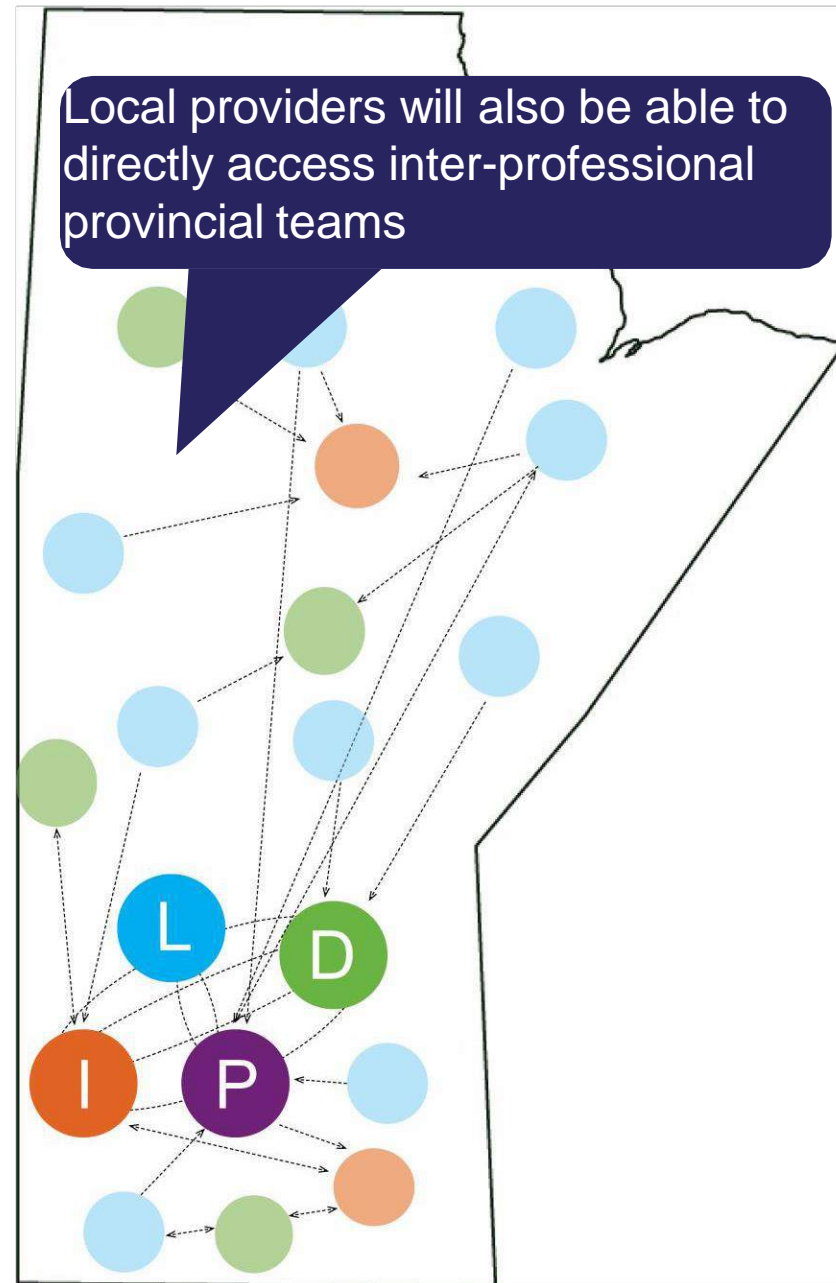 Local providers will also be able to
directly access inter-professional
provincial teams
L
D
I
P